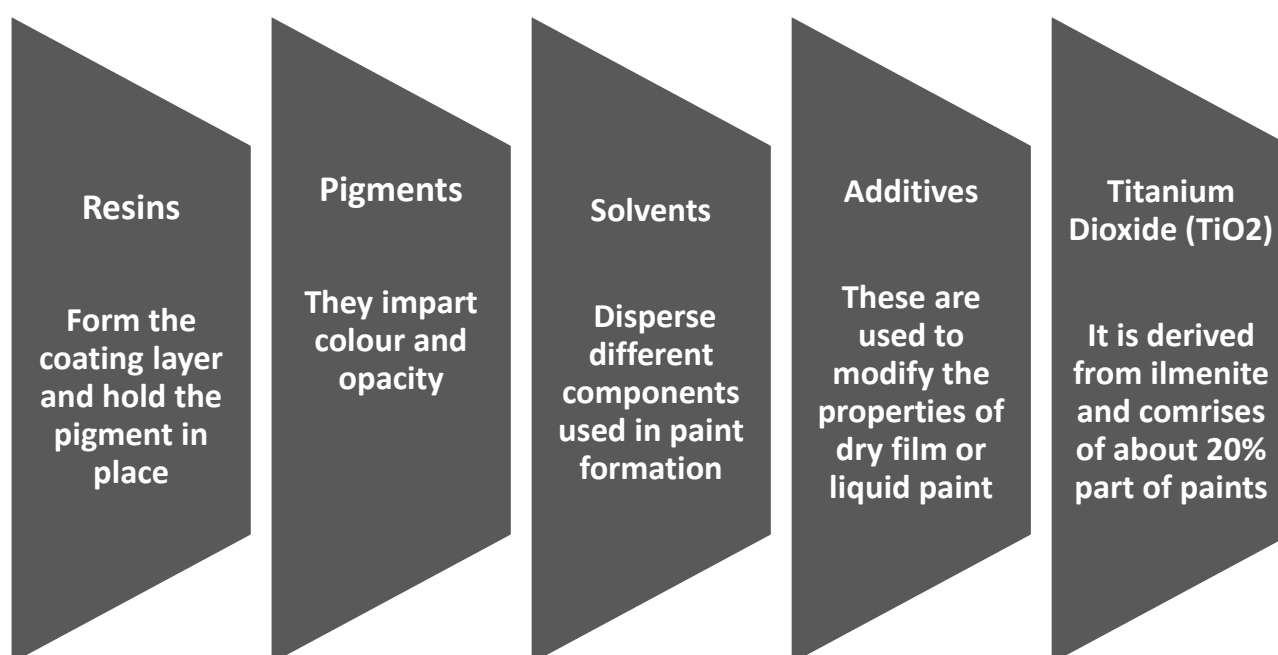 Resins
Form the
coating layer
and hold the
pigment in
place
Pigments
They impart
colour and
opacity
Solvents
Disperse
different
components
used in paint
formation
Additives
These are
used to
modify the
properties of
dry film or
liquid paint
Titanium
Dioxide (TiO2)
It is derived
from ilmenite
and comrises
of about 20%
part of paints